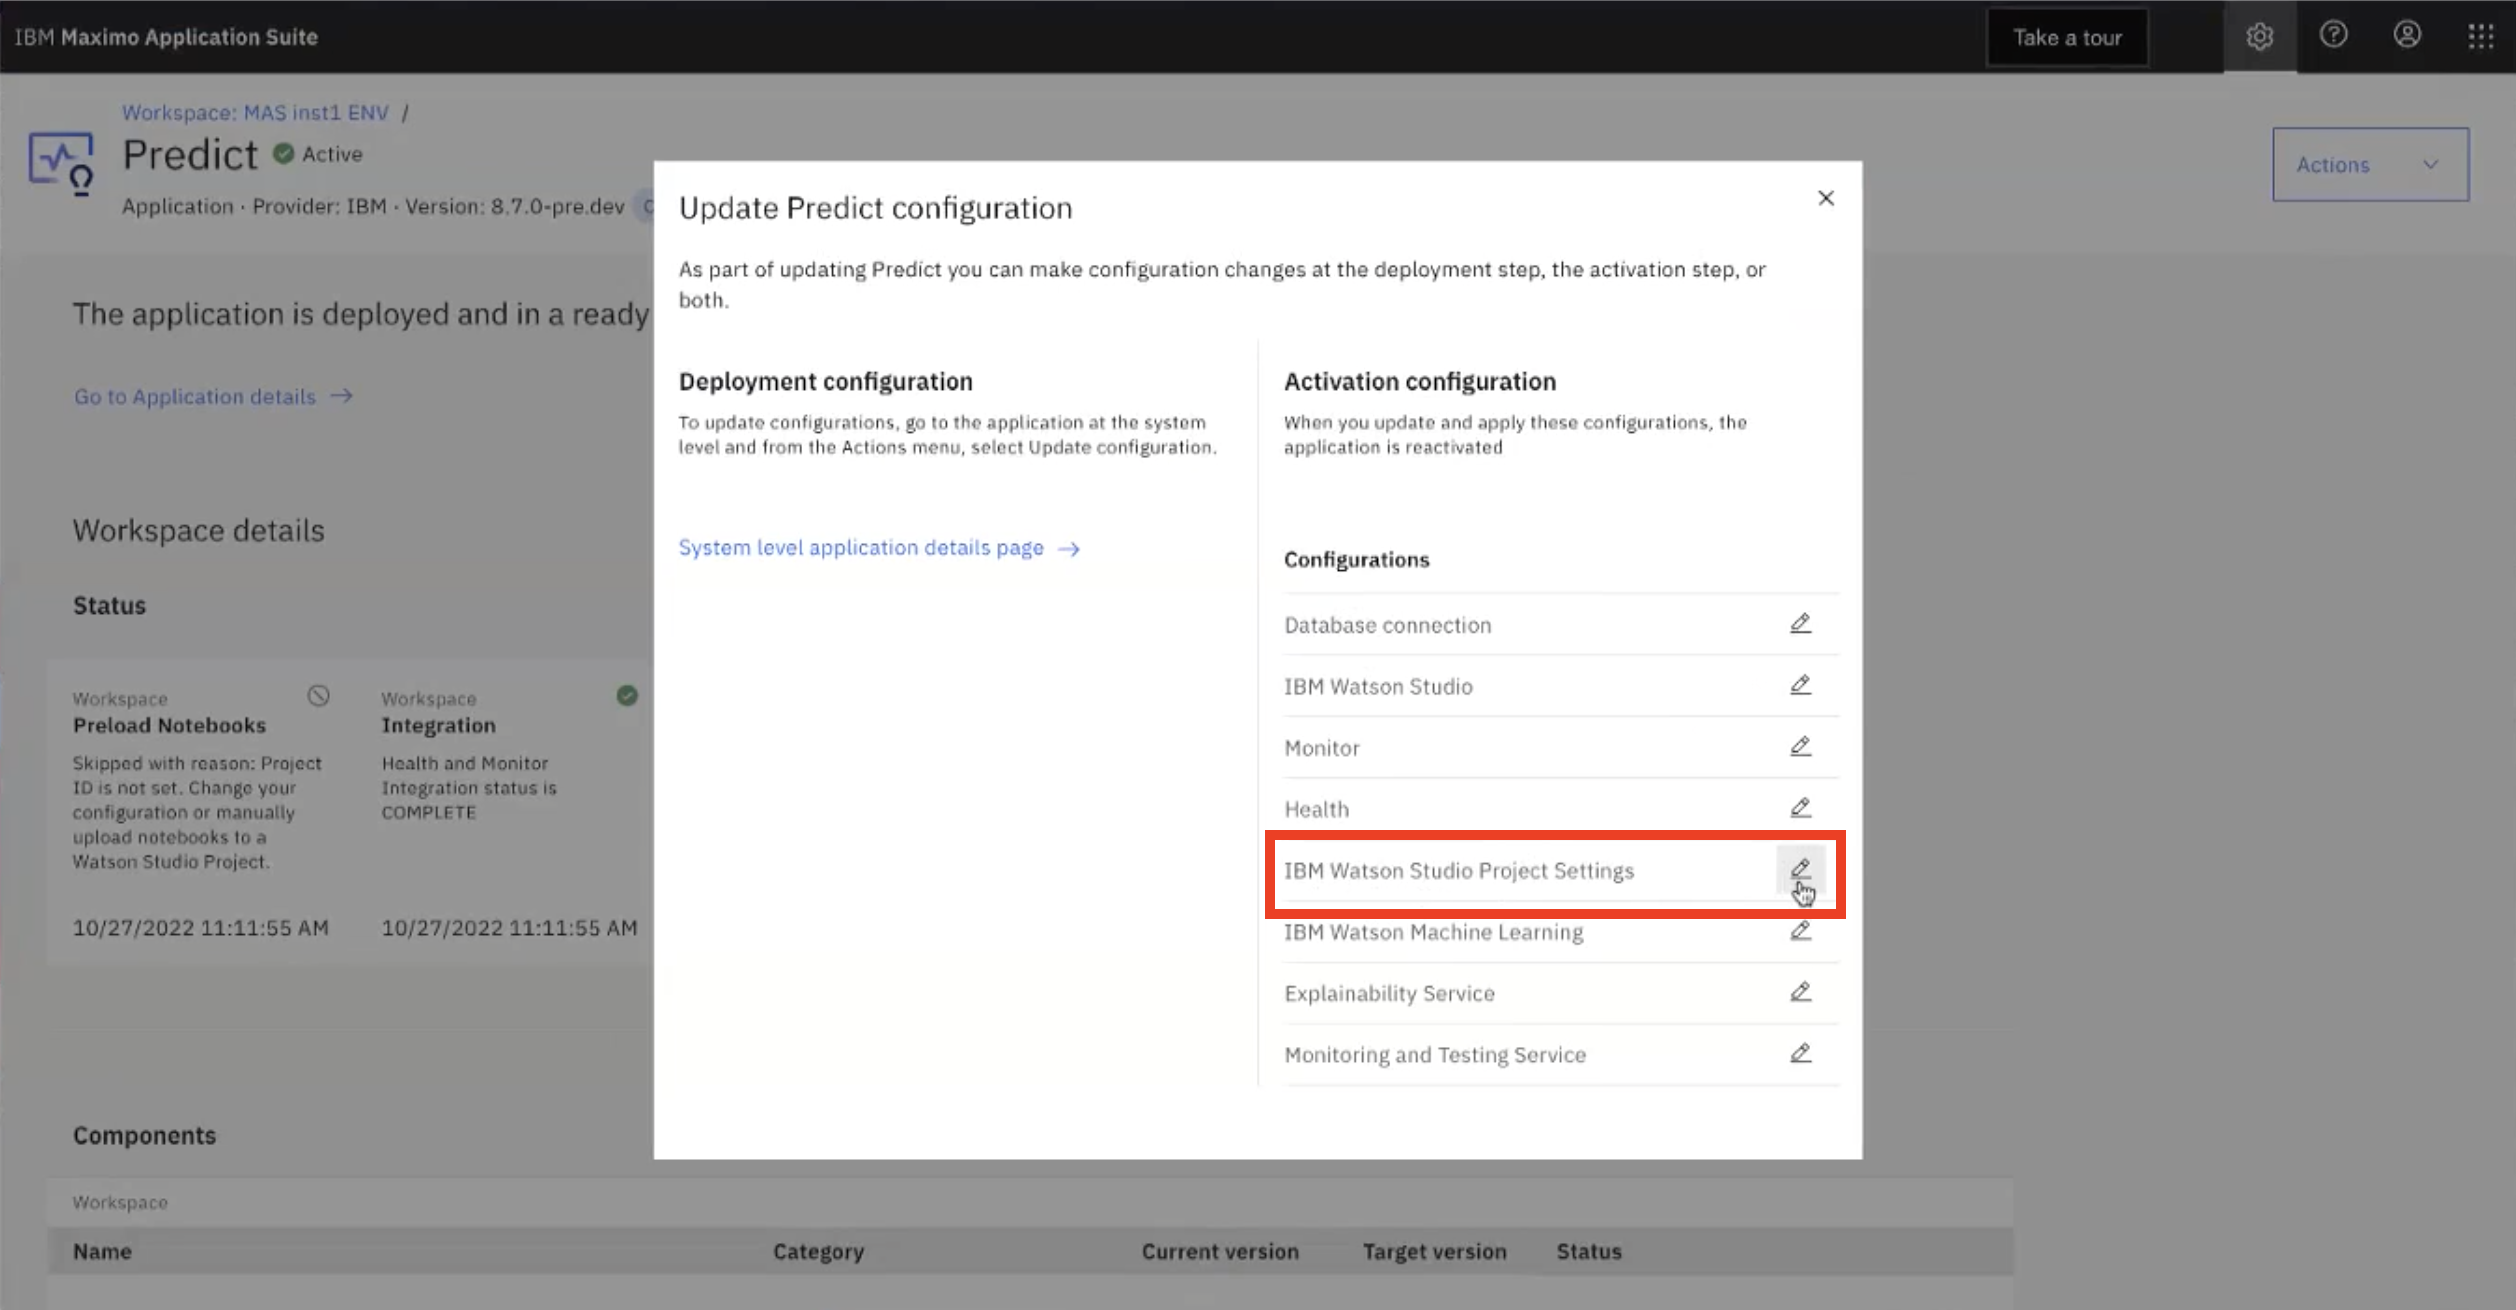 IBM Maximo Application Suite
Take a tour
Workspace: MAS inst1 ENV /
Predict Active
Application · Provider: IBM · Version: 8.7.0-pre.dev
Actions
The application is deployed and in a ready
Go to Application details →
Workspace details
Status
Workspace
Preload Notebooks
Skipped with reason: Project
ID is not set. Change your
configuration or manually
upload notebooks to a
Watson Studio Project.
10/27/2022 11:11:55 AM
Workspace
Integration
Health and Monitor
Integration status is
COMPLETE
10/27/2022 11:11:55 AM
Components
Workspace
Name Category Current version Target version Status
Update Predict configuration
As part of updating Predict you can make configuration changes at the deployment step, the activation step, or
both.
Deployment configuration
To update configurations, go to the application at the system
level and from the Actions menu, select Update configuration.
System level application details page →
Activation configuration
When you update and apply these configurations, the
application is reactivated
Configurations
Database connection
IBM Watson Studio
Monitor
Health
IBM Watson Studio Project Settings
IBM Watson Machine Learning
Explainability Service
Monitoring and Testing Service